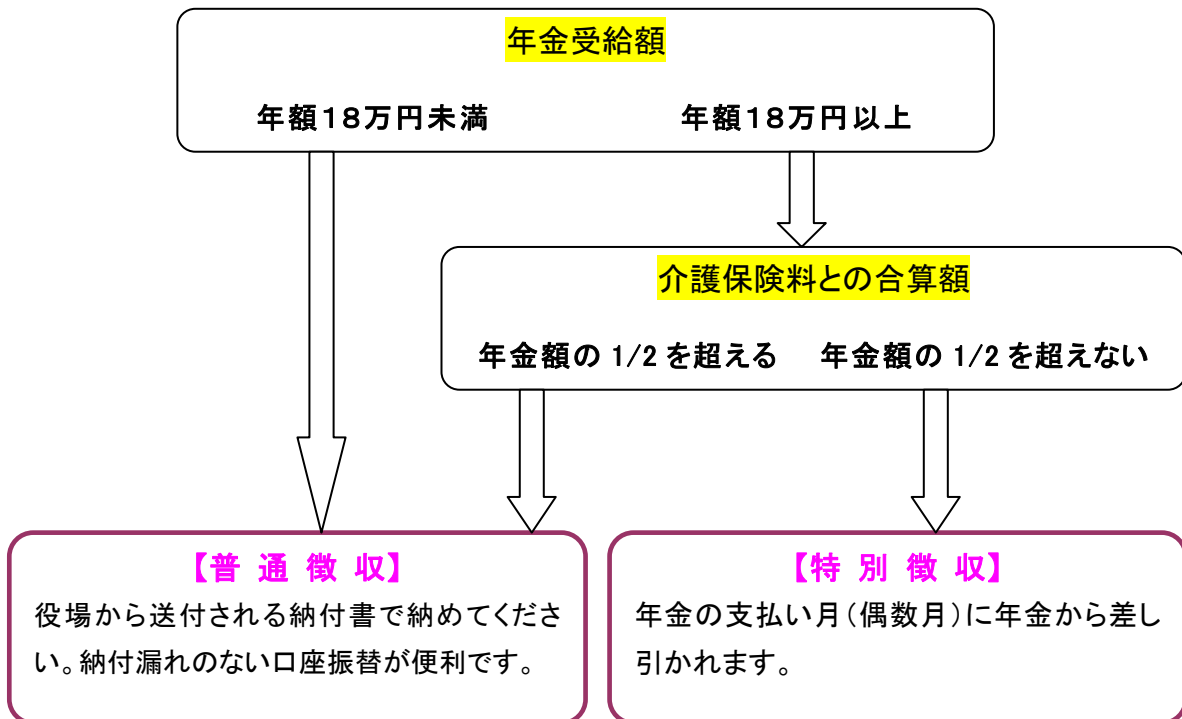 年金受給額
年額18万円未満 年額18万円以上
介護保険料との合算額
年金額の 1/2 を超える 年金額の 1/2 を超えない
【普 通 徴 収】
役場から送付される納付書で納めてくださ
い。納付漏れのない口座振替が便利です。
【特 別 徴 収】
年金の支払い月(偶数月)に年金から差し
引かれます。